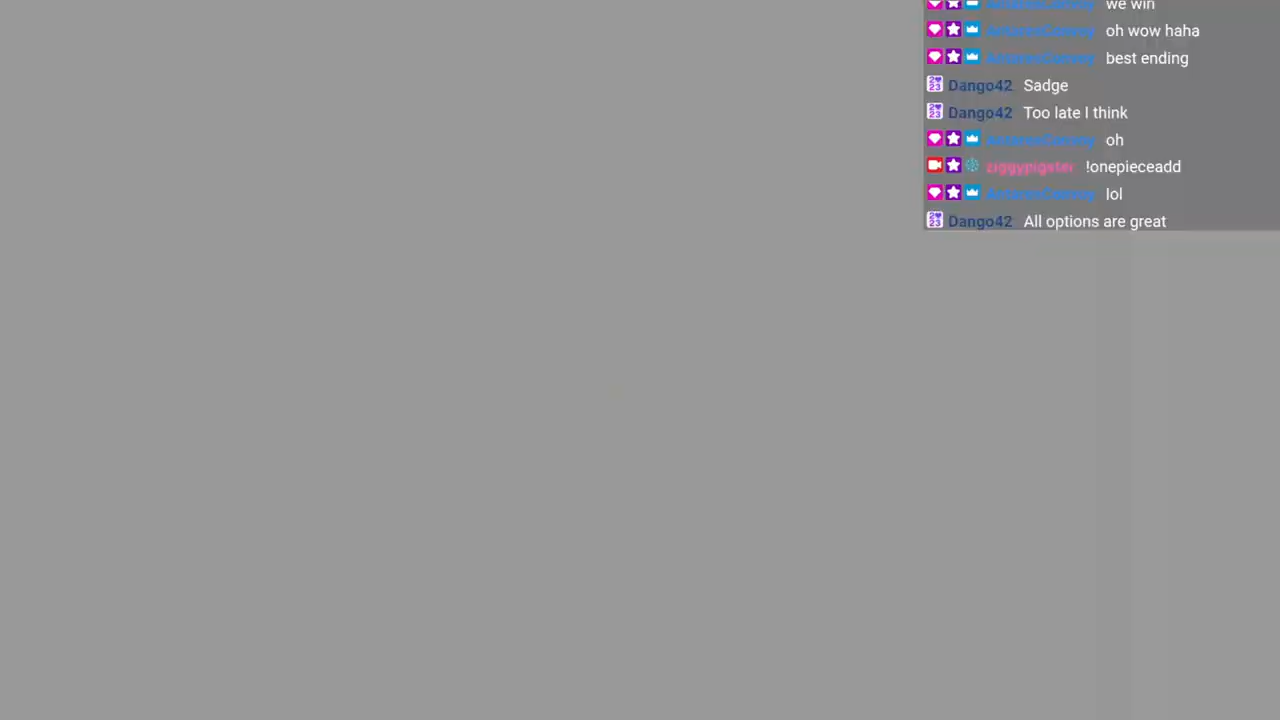 we win
oh wow haha
best ending
Dango42 Sadge
Dango42 Too late I think
oh
ziggypigster !onepieceadd
lol
Dango42 All options are great